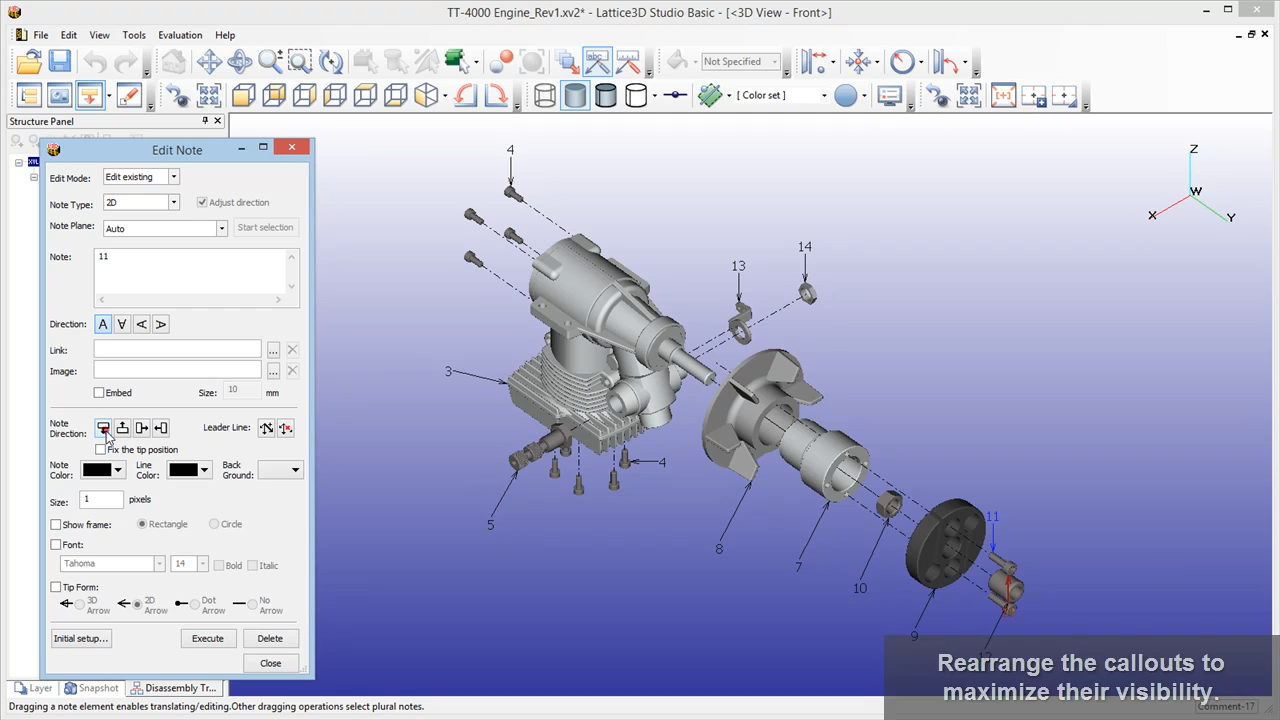 TT-4000 Engine_Rev1.xv2* - Lattice3D Studio Basic - [<3D View - Front>]
File Edit View Tools Evaluation Help
abc Not Specified
[ Color set ]
Structure Panel
Edit Note
Edit Mode: Edit existing
Note Type: 2D Adjust direction
Note Plane: Auto Start selection
Note: 11
Direction: A A A A
Link: ...
Image: ...
Embed Size: 10 mm
Note Direction: Leader Line:
Fix the tip position
Note Color: Line Color: Back Ground:
Size: 1 pixels
Show frame: Rectangle Circle
Font:
Tahoma 14 Bold Italic
Tip Form:
3D Arrow 2D Arrow Dot Arrow No Arrow
Initial setup... Execute Delete
Close
4
14
13
3
4
5
8
7
10
11
9
12
Z
W
X Y
Rearrange the callouts to
maximize their visibility.
Layer Snapshot Disassembly Tr...
Dragging a note element enables translating/editing.Other dragging operations select plural notes. Comment-17